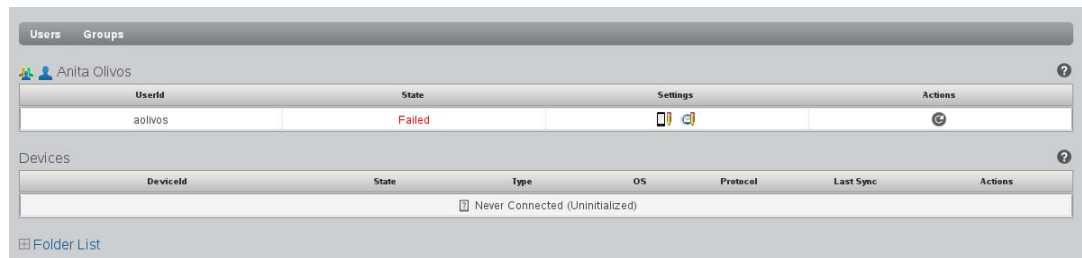 Users Groups
Anita Olivos
UserId State Settings Actions
aolivos Failed
Devices
DeviceId State Type OS Protocol Last Sync Actions
Never Connected (Uninitialized)
Folder List